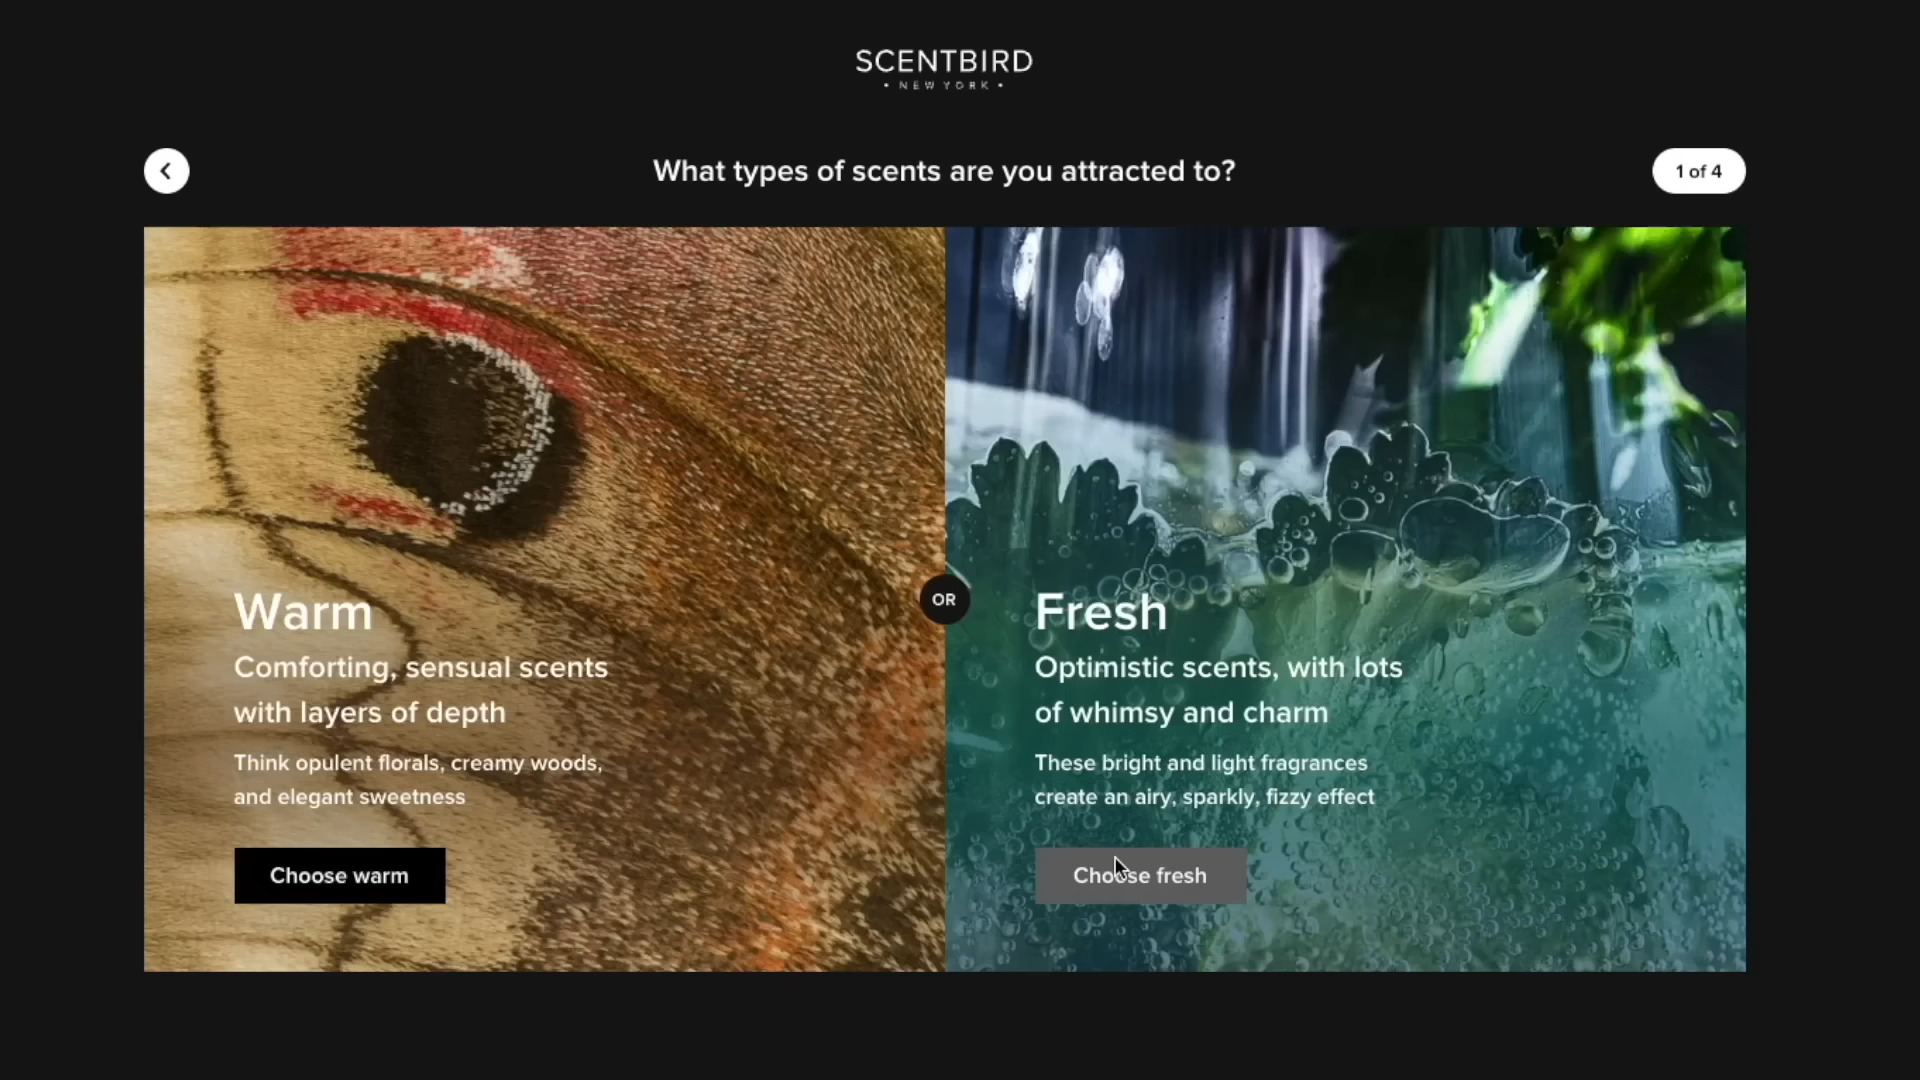 SCENTBIRD
• NEW YORK •
What types of scents are you attracted to?
1 of 4
Warm
Comforting, sensual scents
with layers of depth
Think opulent florals, creamy woods,
and elegant sweetness
Choose warm
OR
Fresh
Optimistic scents, with lots
of whimsy and charm
These bright and light fragrances
create an airy, sparkly, fizzy effect
Choose fresh